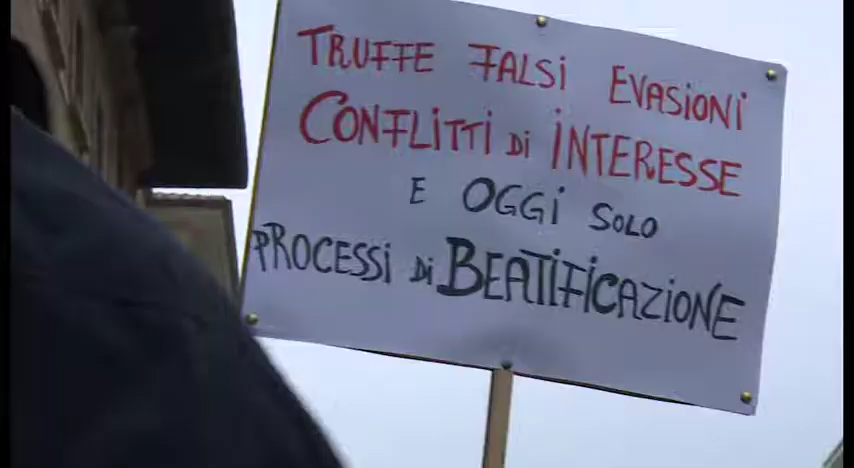 TRUFFE FALSi EVASiONi
CONFLiTTi Di iNTERESSE
E OGGi SOLO
PROCESSi Di BEATiFiCAZiONE